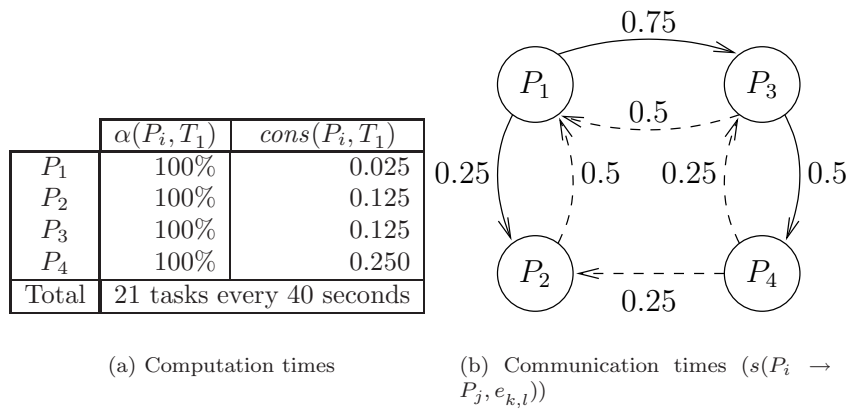 α(P_i, T_1) cons(P_i, T_1)
P_1 100% 0.025
P_2 100% 0.125
P_3 100% 0.125
P_4 100% 0.250
Total 21 tasks every 40 seconds
(a) Computation times
0.75
P_1 P_3
0.5
0.25 0.5 0.25 0.5
P_2 P_4
0.25
(b) Communication times (s(P_i →
P_j, e_{k,l}))